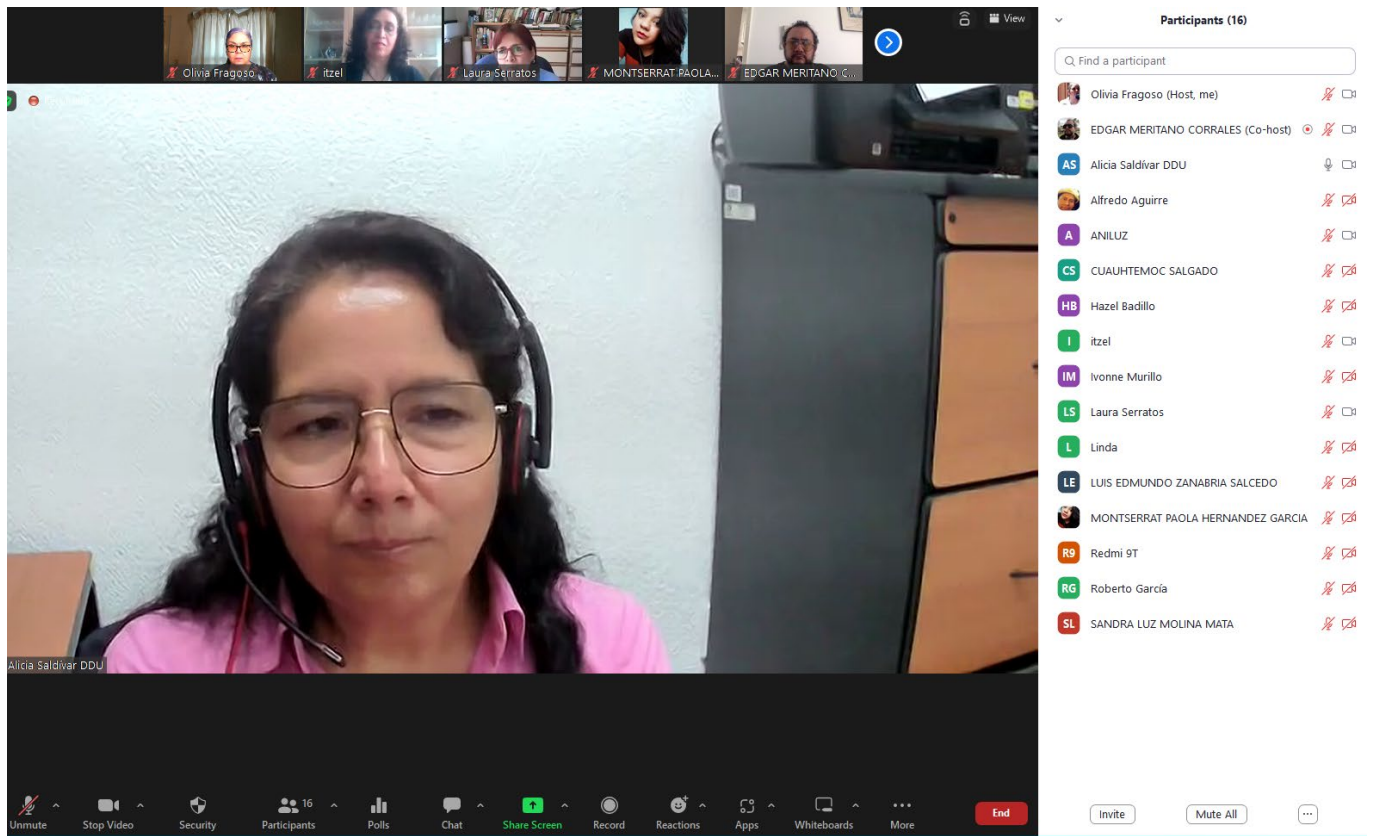 View
Olivia Fragoso
itzel
Laura Serratos
MONTSERRAT PAOLA...
EDGAR MERITANO C...
Alicia Saldívar DDU
Unmute
Stop Video
Security
16
Participants
Polls
Chat
Share Screen
Record
Reactions
Apps
Whiteboards
More
End
Participants (16)
Find a participant
Olivia Fragoso (Host, me)
EDGAR MERITANO CORRALES (Co-host)
AS Alicia Saldívar DDU
Alfredo Aguirre
A ANILUZ
CS CUAUHTEMOC SALGADO
HB Hazel Badillo
I itzel
IM Ivonne Murillo
LS Laura Serratos
L Linda
LE LUIS EDMUNDO ZANABRIA SALCEDO
MONTSERRAT PAOLA HERNANDEZ GARCIA
R9 Redmi 9T
RG Roberto García
SL SANDRA LUZ MOLINA MATA
Invite
Mute All